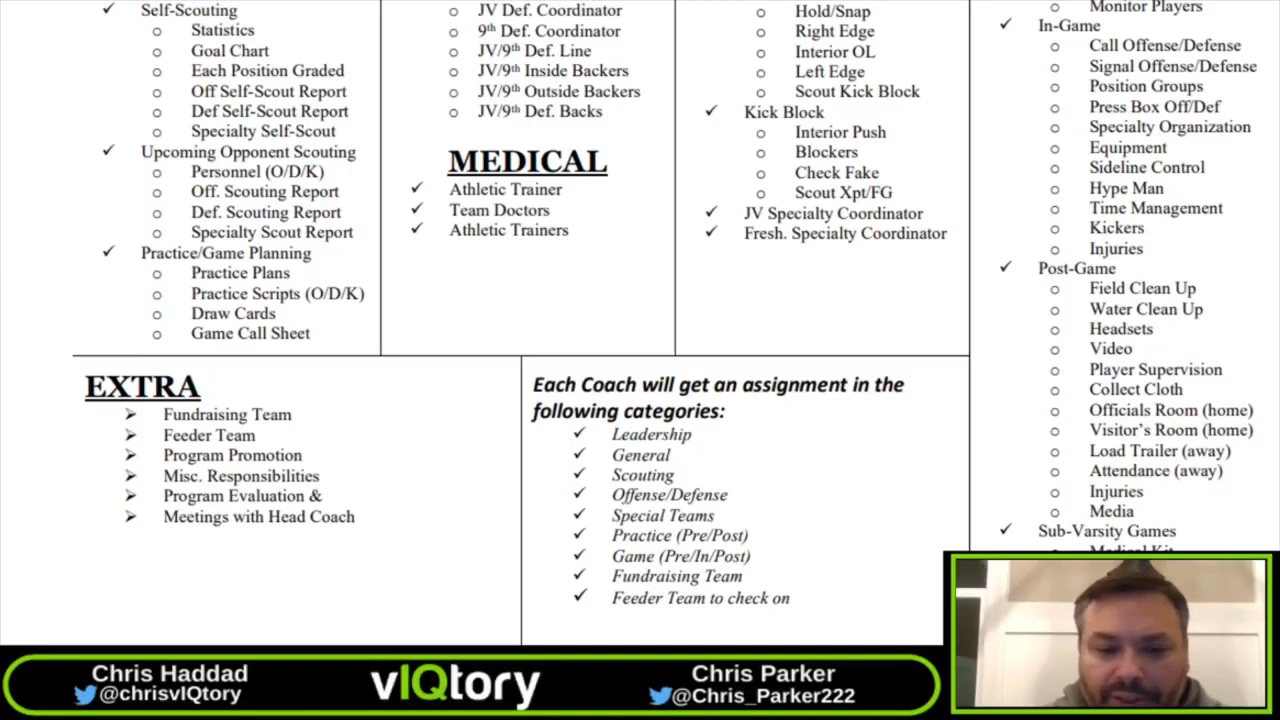 Self-Scouting
Statistics
Goal Chart
Each Position Graded
Off Self-Scout Report
Def Self-Scout Report
Specialty Self-Scout
Upcoming Opponent Scouting
Personnel (O/D/K)
Off. Scouting Report
Def. Scouting Report
Specialty Scout Report
Practice/Game Planning
Practice Plans
Practice Scripts (O/D/K)
Draw Cards
Game Call Sheet
JV Def. Coordinator
9th Def. Coordinator
JV/9th Def. Line
JV/9th Inside Backers
JV/9th Outside Backers
JV/9th Def. Backs
MEDICAL
Athletic Trainer
Team Doctors
Athletic Trainers
Hold/Snap
Right Edge
Interior OL
Left Edge
Scout Kick Block
Kick Block
Interior Push
Blockers
Check Fake
Scout Xpt/FG
JV Specialty Coordinator
Fresh. Specialty Coordinator
Monitor Players
In-Game
Call Offense/Defense
Signal Offense/Defense
Position Groups
Press Box Off/Def
Specialty Organization
Equipment
Sideline Control
Hype Man
Time Management
Kickers
Injuries
Post-Game
Field Clean Up
Water Clean Up
Headsets
Video
Player Supervision
Collect Cloth
Officials Room (home)
Visitor's Room (home)
Load Trailer (away)
Attendance (away)
Injuries
Media
Sub-Varsity Games
Medical Kit
EXTRA
Fundraising Team
Feeder Team
Program Promotion
Misc. Responsibilities
Program Evaluation &
Meetings with Head Coach
Each Coach will get an assignment in the
following categories:
Leadership
General
Scouting
Offense/Defense
Special Teams
Practice (Pre/Post)
Game (Pre/In/Post)
Fundraising Team
Feeder Team to check on
Chris Haddad
@chrisvIQtory
vIQtory
Chris Parker
@Chris_Parker222